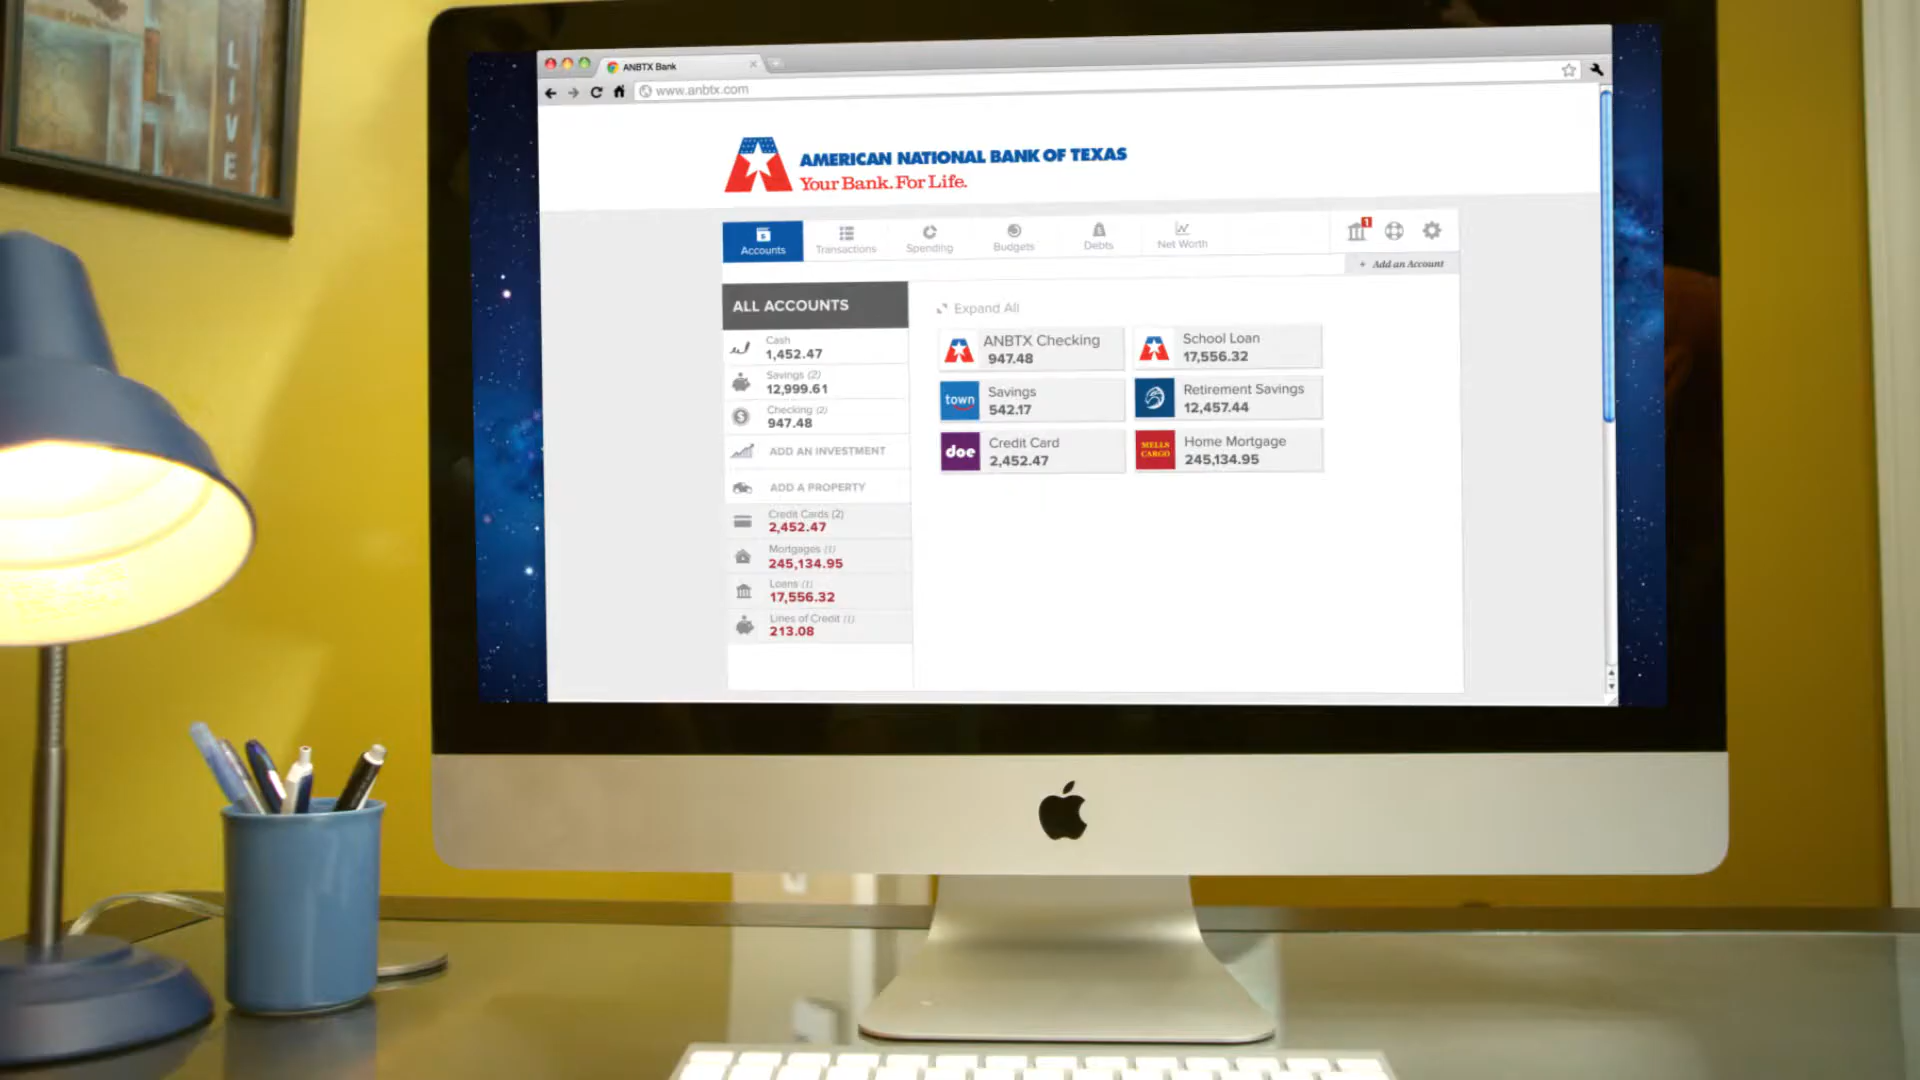 LIVE
ANBTX Bank
www.anbtx.com
AMERICAN NATIONAL BANK OF TEXAS
Your Bank. For Life.
Accounts
Transactions
Spending
Budgets
Debts
Net Worth
1
+ Add an Account
ALL ACCOUNTS
Cash
1,452.47
Savings (2)
12,999.61
Checking (2)
947.48
ADD AN INVESTMENT
ADD A PROPERTY
Credit Cards (2)
2,452.47
Mortgages (1)
245,134.95
Loans (1)
17,556.32
Lines of Credit (1)
213.08
Expand All
ANBTX Checking
947.48
School Loan
17,556.32
town
Savings
542.17
Retirement Savings
12,457.44
doe
Credit Card
2,452.47
MELLS
CARGO
Home Mortgage
245,134.95